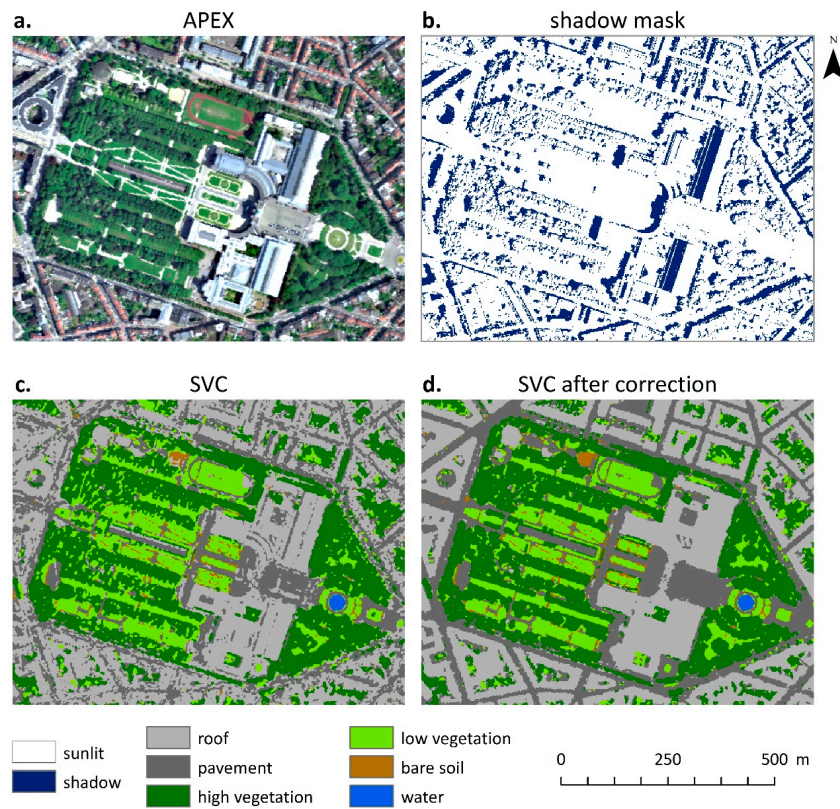 a. APEX
b. shadow mask
N
c. SVC
d. SVC after correction
sunlit
shadow
roof
pavement
high vegetation
low vegetation
bare soil
water
0 250 500 m